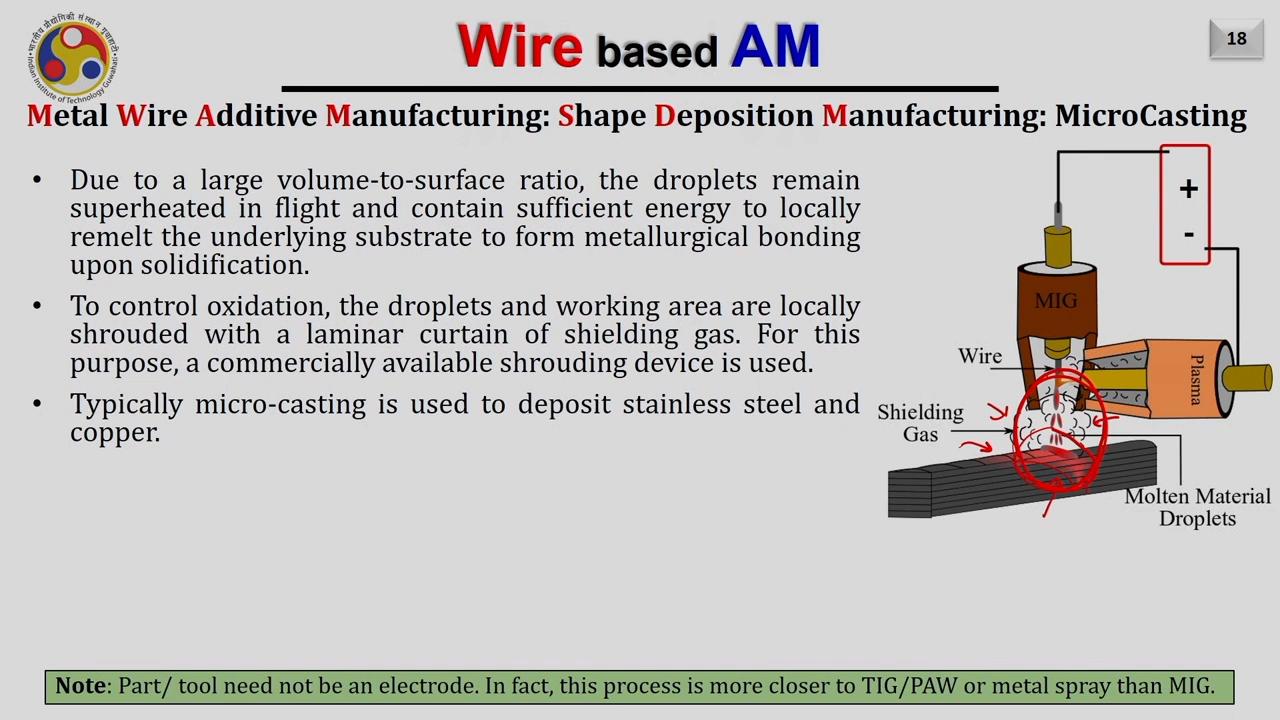 18
Wire based AM
Metal Wire Additive Manufacturing: Shape Deposition Manufacturing: MicroCasting
• Due to a large volume-to-surface ratio, the droplets remain
superheated in flight and contain sufficient energy to locally
remelt the underlying substrate to form metallurgical bonding
upon solidification.
• To control oxidation, the droplets and working area are locally
shrouded with a laminar curtain of shielding gas. For this
purpose, a commercially available shrouding device is used.
• Typically micro-casting is used to deposit stainless steel and
copper.
+
-
MIG
Wire
Plasma
Shielding
Gas
Molten Material
Droplets
Note: Part/ tool need not be an electrode. In fact, this process is more closer to TIG/PAW or metal spray than MIG.
Indian Institute of Technology Guwahati